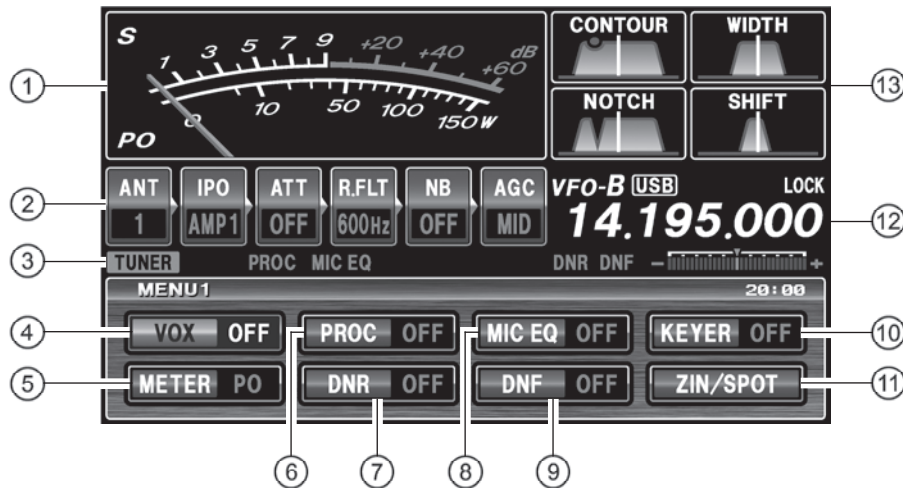 S
1 3 5 7 9 +20 +40 +60 dB
0 10 50 100 150 W
PO
CONTOUR WIDTH
NOTCH SHIFT
ANT IPO ATT R.FLT NB AGC
1 AMP1 OFF 600Hz OFF MID
VFO-B USB LOCK
14.195.000
TUNER PROC MIC EQ DNR DNF - +
MENU1 20:00
VOX OFF PROC OFF MIC EQ OFF KEYER OFF
METER PO DNR OFF DNF OFF ZIN/SPOT
1
2
3
4
5
6
7
8
9
10
11
12
13